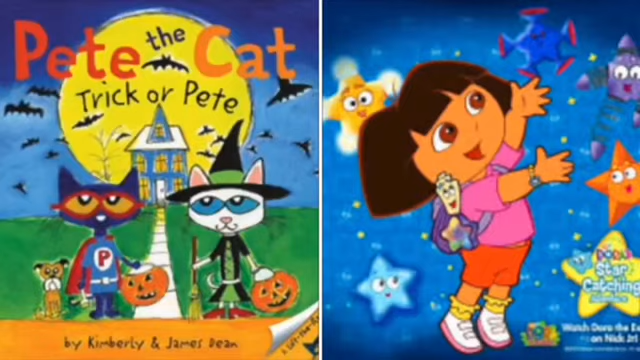 Pete the Cat
Trick or Pete
P
by Kimberly & James Dean
DORA'S
Star
Catching
Watch Dora the Ex
on Nick Jr